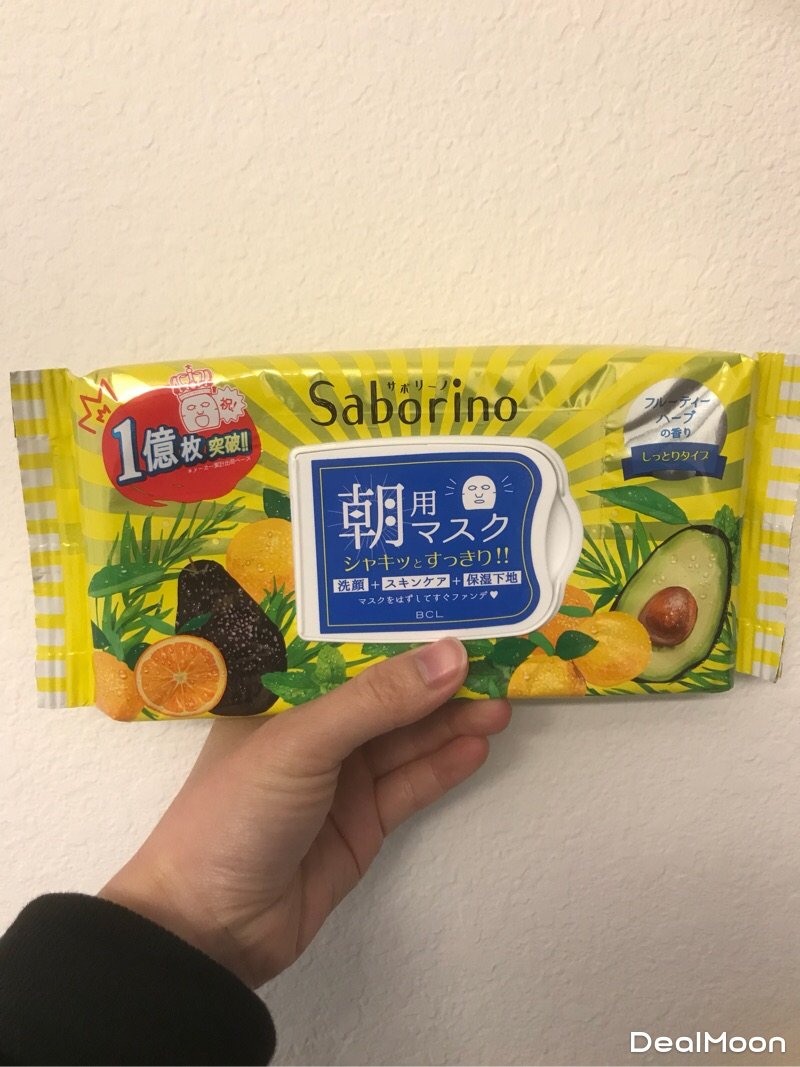 サボリーノ
Saborino
祝!
1億枚突破!!
フルーティー
ハーブ
の香り
しっとりタイプ
朝用マスク
シャキッとすっきり!!
洗顔+スキンケア+保湿下地
マスクをはずしてすぐファンデ♥
BCL
DealMoon